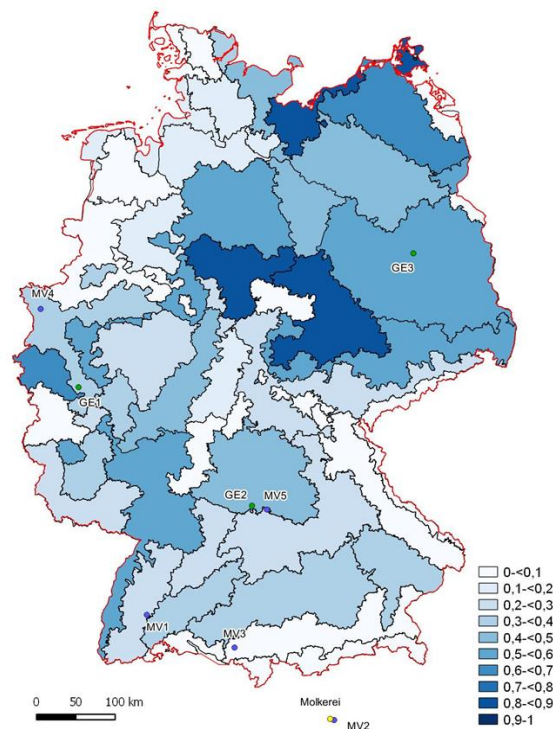 MV4
GE3
GE1
GE2 MV5
MV1
MV3
0-<0,1
0,1-<0,2
0,2-<0,3
0,3-<0,4
0,4-<0,5
0,5-<0,6
0,6-<0,7
0,7-<0,8
0,8-<0,9
0,9-1
0 50 100 km
Molkerei
MV2